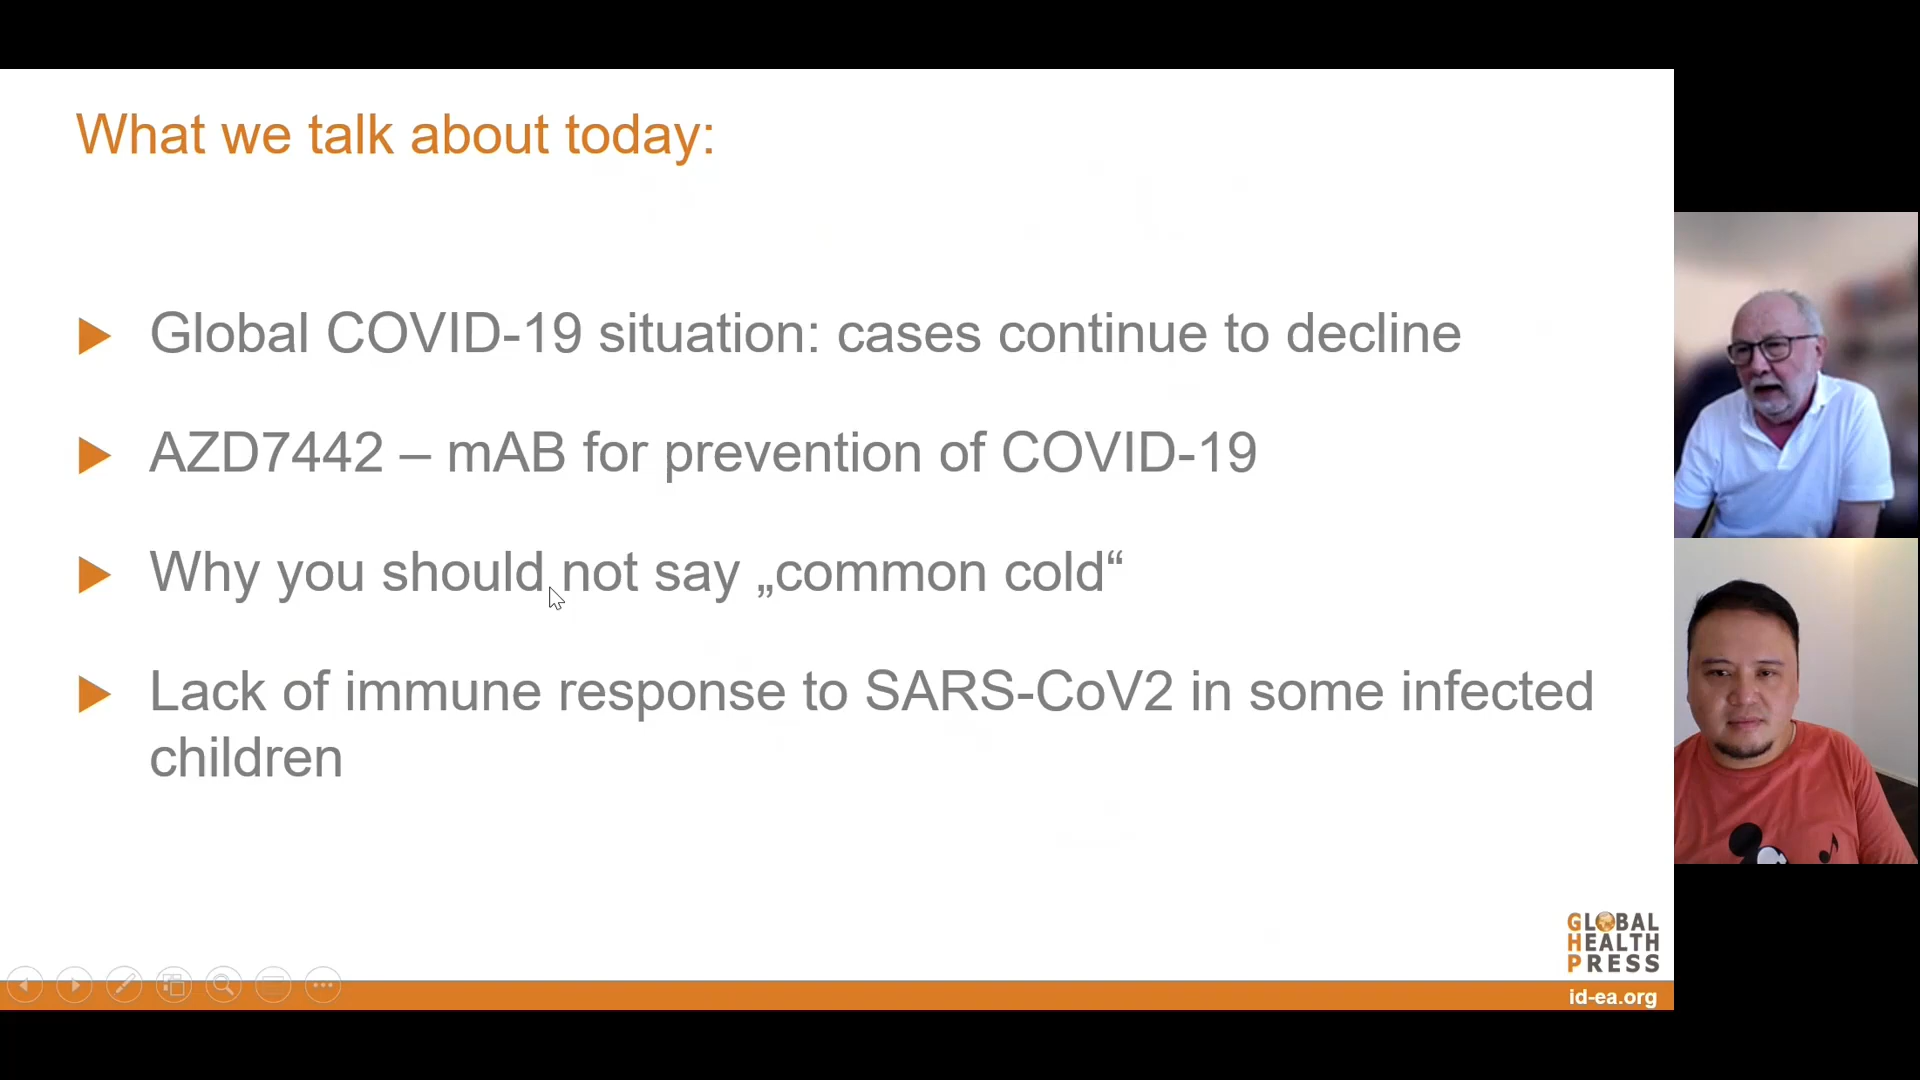 What we talk about today:
Global COVID-19 situation: cases continue to decline
AZD7442 – mAB for prevention of COVID-19
Why you should not say „common cold“
Lack of immune response to SARS-CoV2 in some infected
children
GLOBAL
HEALTH
PRESS
id-ea.org